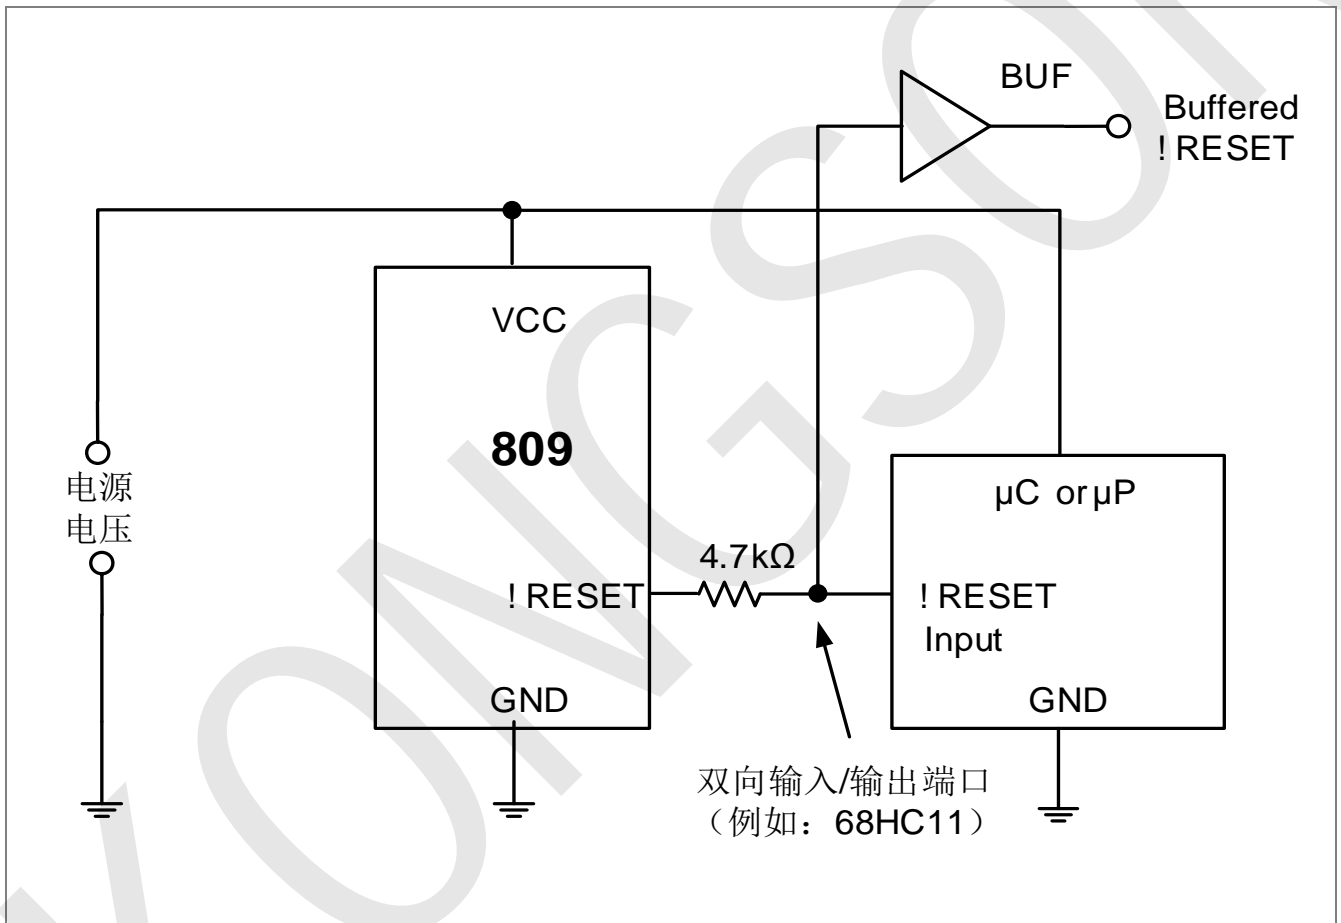 BUF
Buffered
!RESET
VCC
809
电源
电压
μC or μP
4.7kΩ
!RESET
!RESET
Input
GND
GND
双向输入/输出端口
（例如：68HC11）